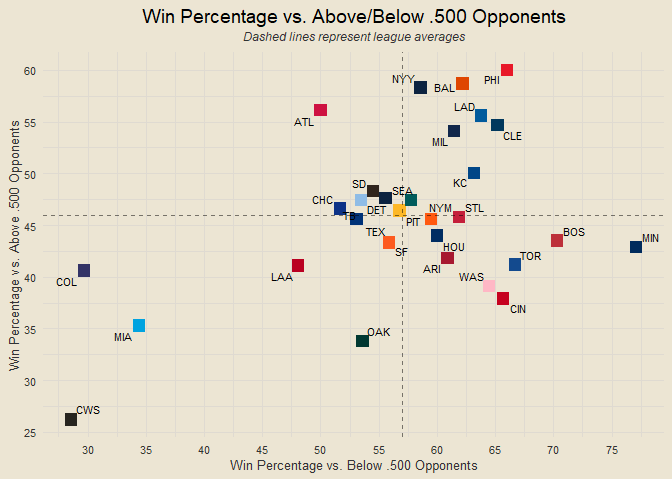 Win Percentage vs. Above/Below .500 Opponents
Dashed lines represent league averages
Win Percentage vs. Above .500 Opponents
60
55
50
45
40
35
30
25
NYY
BAL
PHI
ATL
LAD
MIL
CLE
KC
SD
SEA
CHC
DET
TB
NYM
STL
PIT
TEX
SF
HOU
BOS
MIN
ARI
TOR
COL
LAA
WAS
CIN
MIA
OAK
CWS
30 35 40 45 50 55 60 65 70 75
Win Percentage vs. Below .500 Opponents